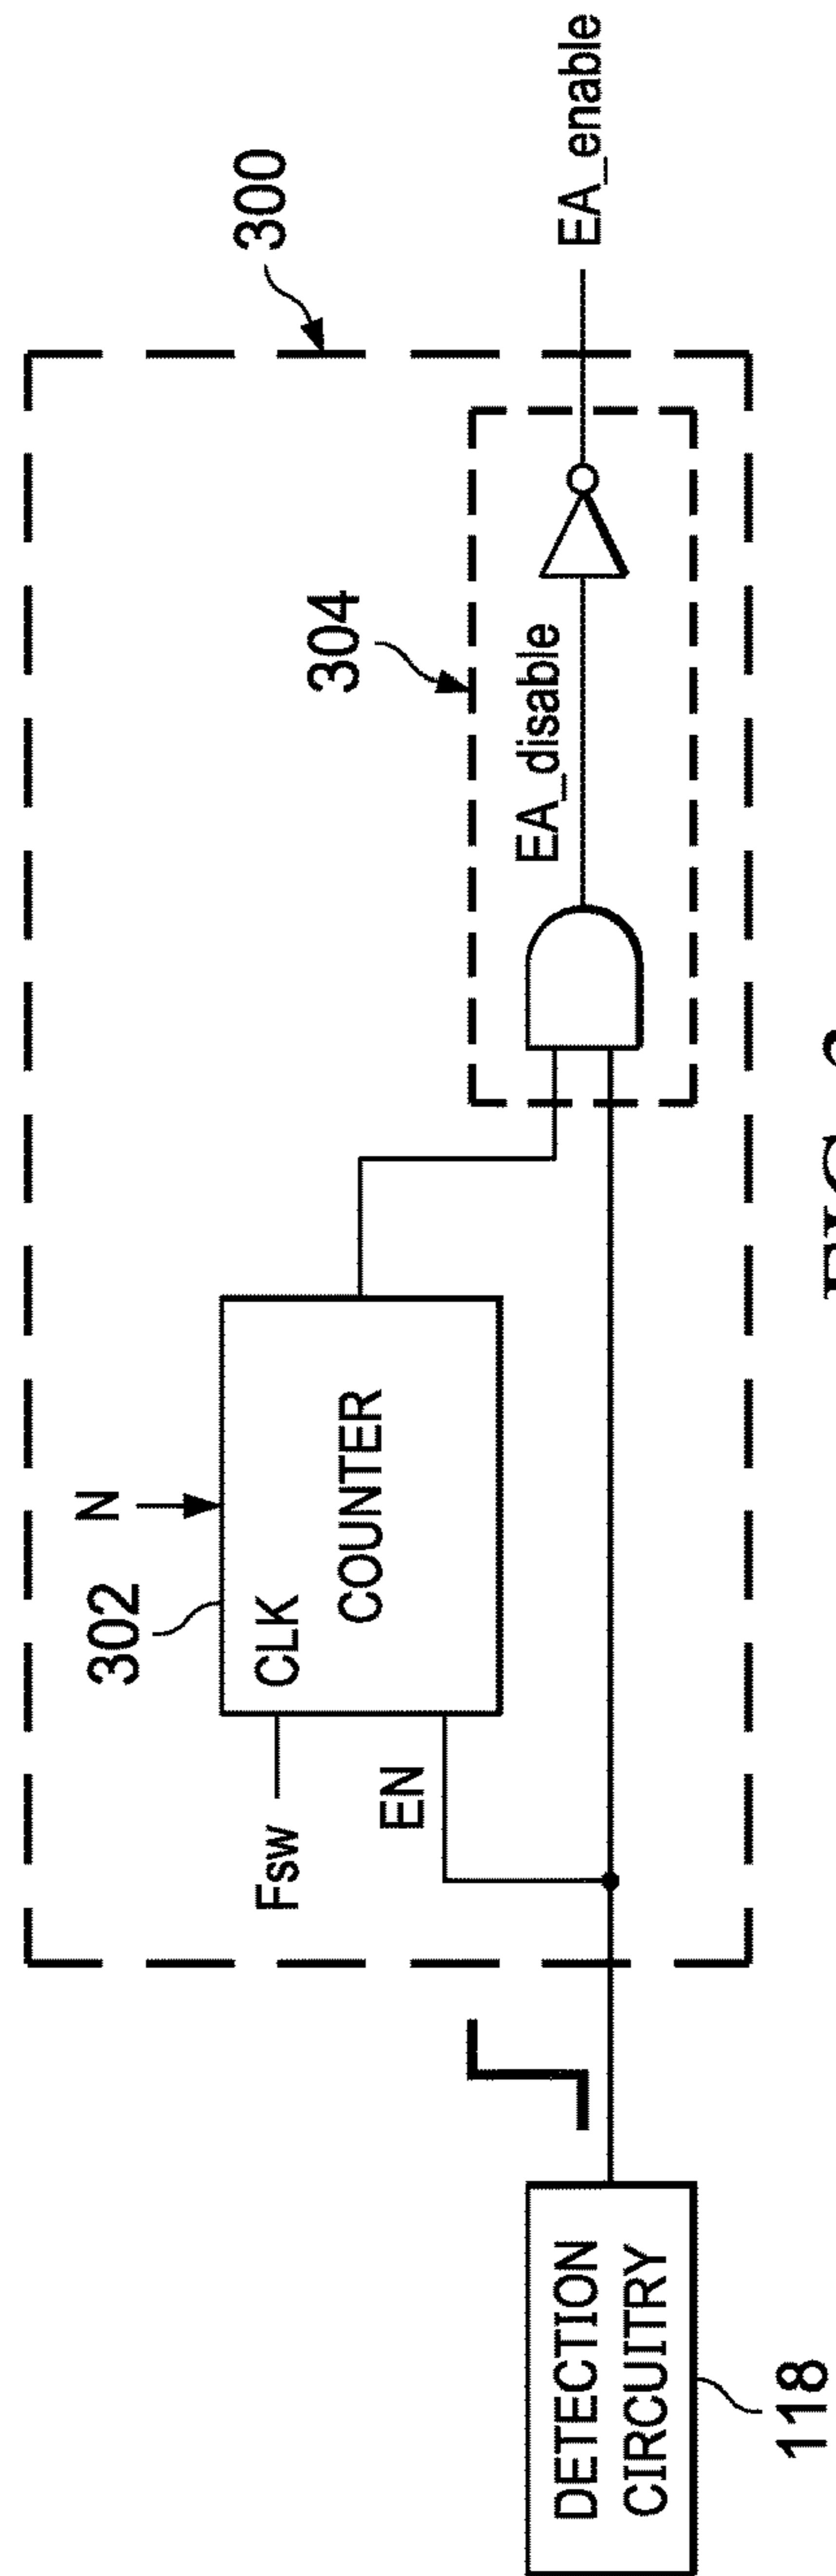 300
302
N
304
Fsw
CLK
COUNTER
EN
EA_disable
EA_enable
DETECTION
CIRCUITRY
118